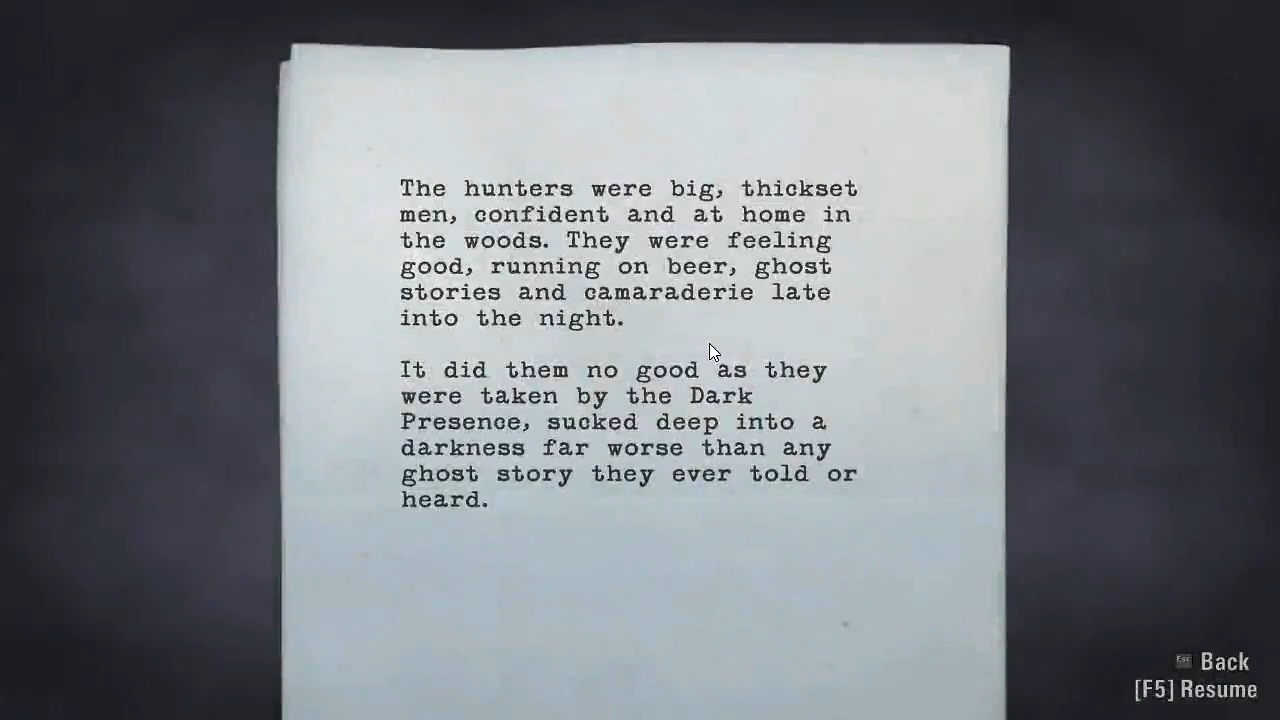 The hunters were big, thickset
men, confident and at home in
the woods. They were feeling
good, running on beer, ghost
stories and camaraderie late
into the night.
It did them no good as they
were taken by the Dark
Presence, sucked deep into a
darkness far worse than any
ghost story they ever told or
heard.
Esc Back
[F5] Resume